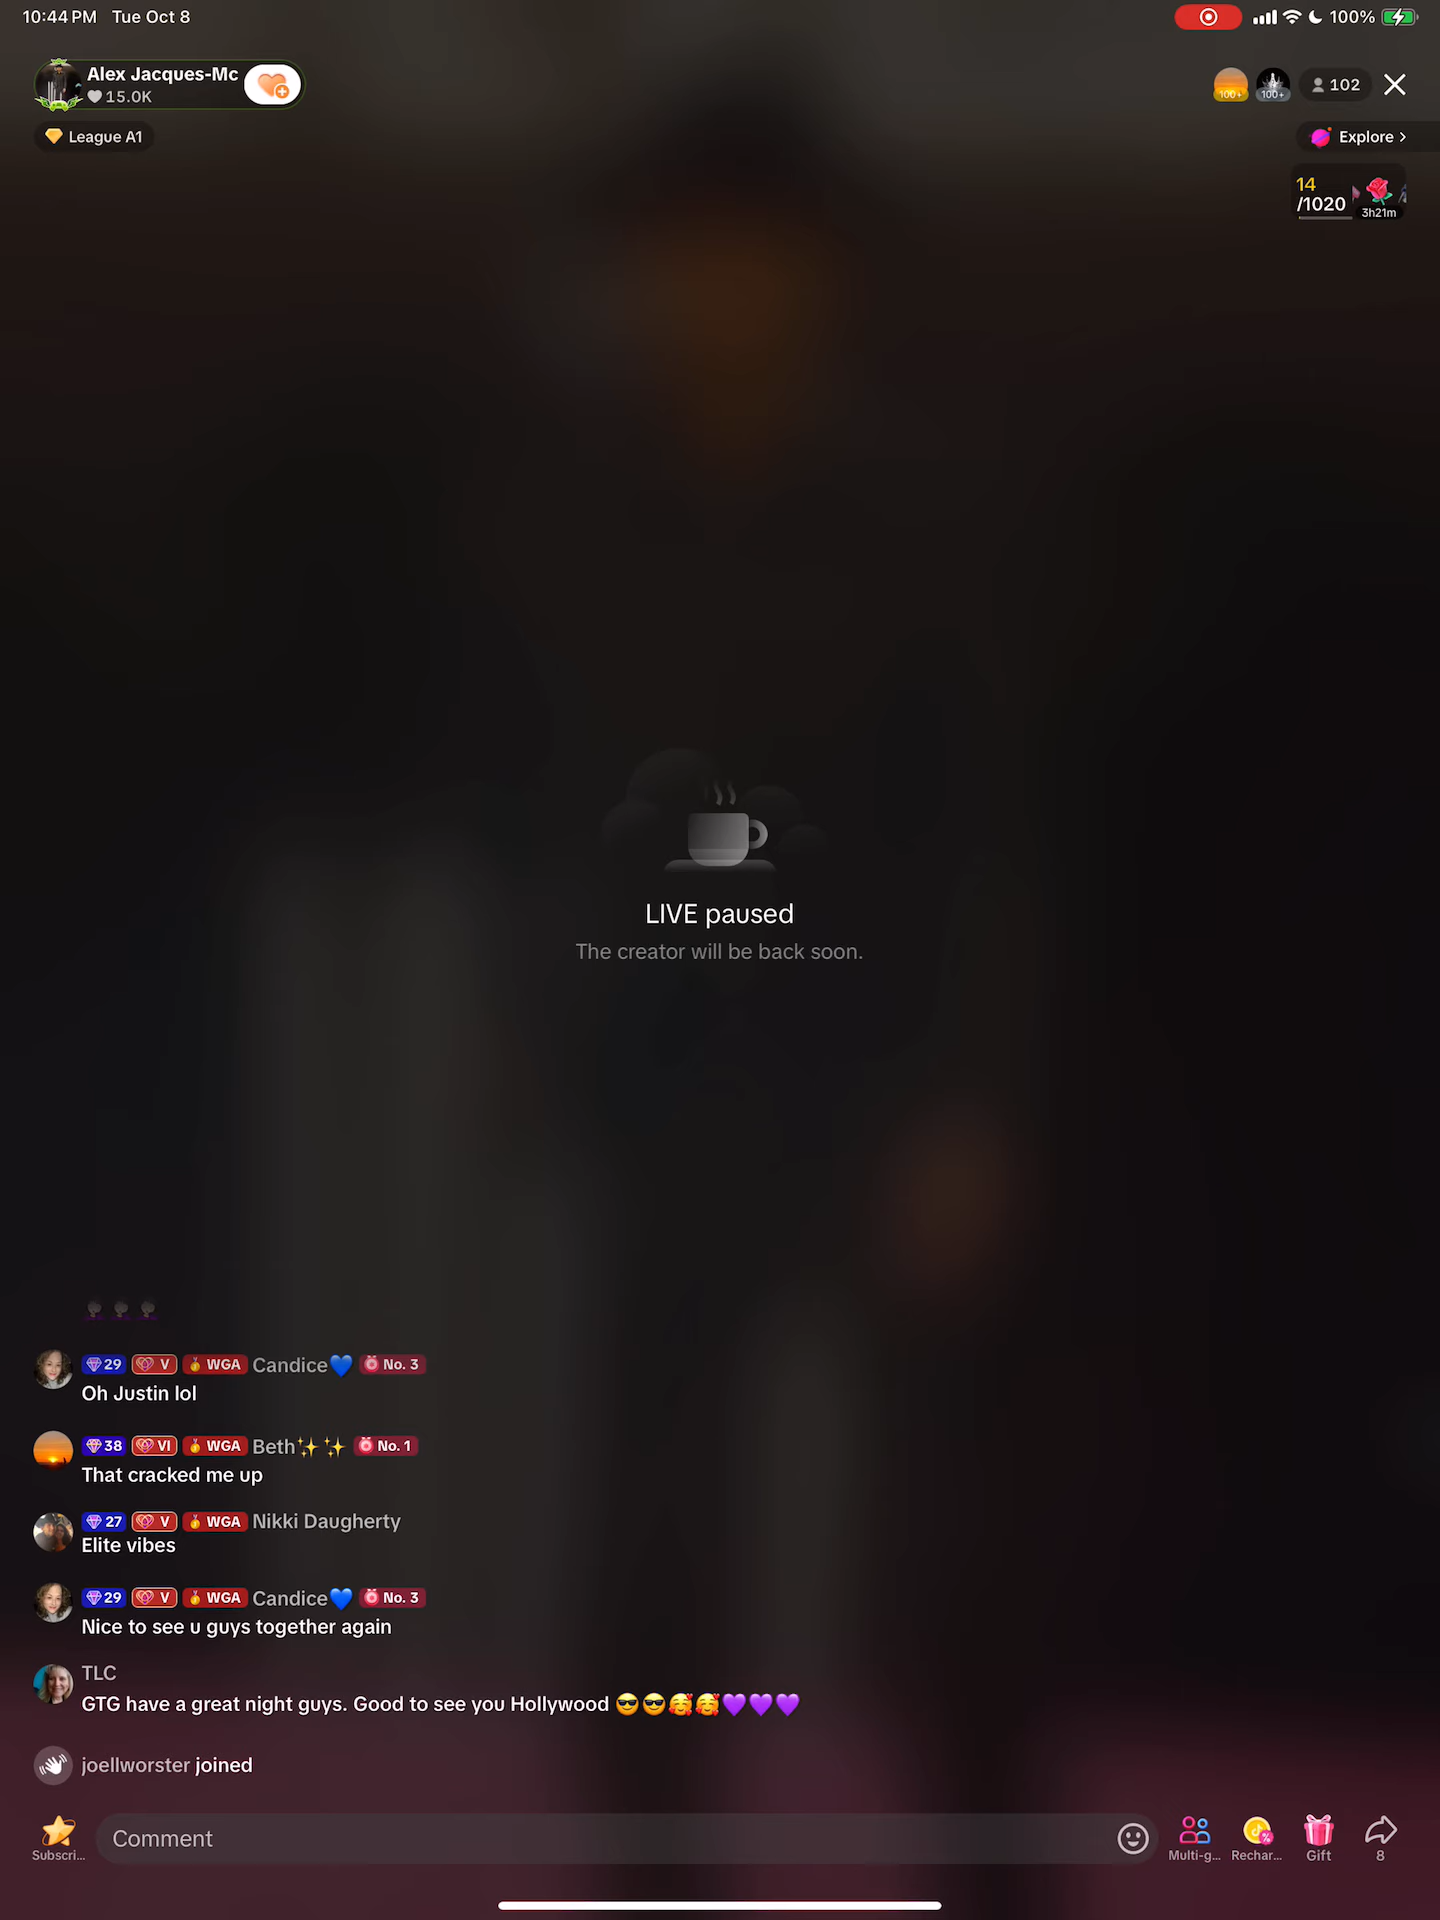 10:44 PM Tue Oct 8
100%
Alex Jacques-Mc
15.0K
100+ 100+ 102
League A1
Explore >
14
/1020
3h21m
LIVE paused
The creator will be back soon.
29 V WGA Candice💙 No. 3
Oh Justin lol
38 VI WGA Beth✨✨ No. 1
That cracked me up
27 V WGA Nikki Daugherty
Elite vibes
29 V WGA Candice💙 No. 3
Nice to see u guys together again
TLC
GTG have a great night guys. Good to see you Hollywood 😎😎🥰🥰💜💜💜
joellworster joined
Comment
Subscri... Multi-g... Rechar... Gift 8